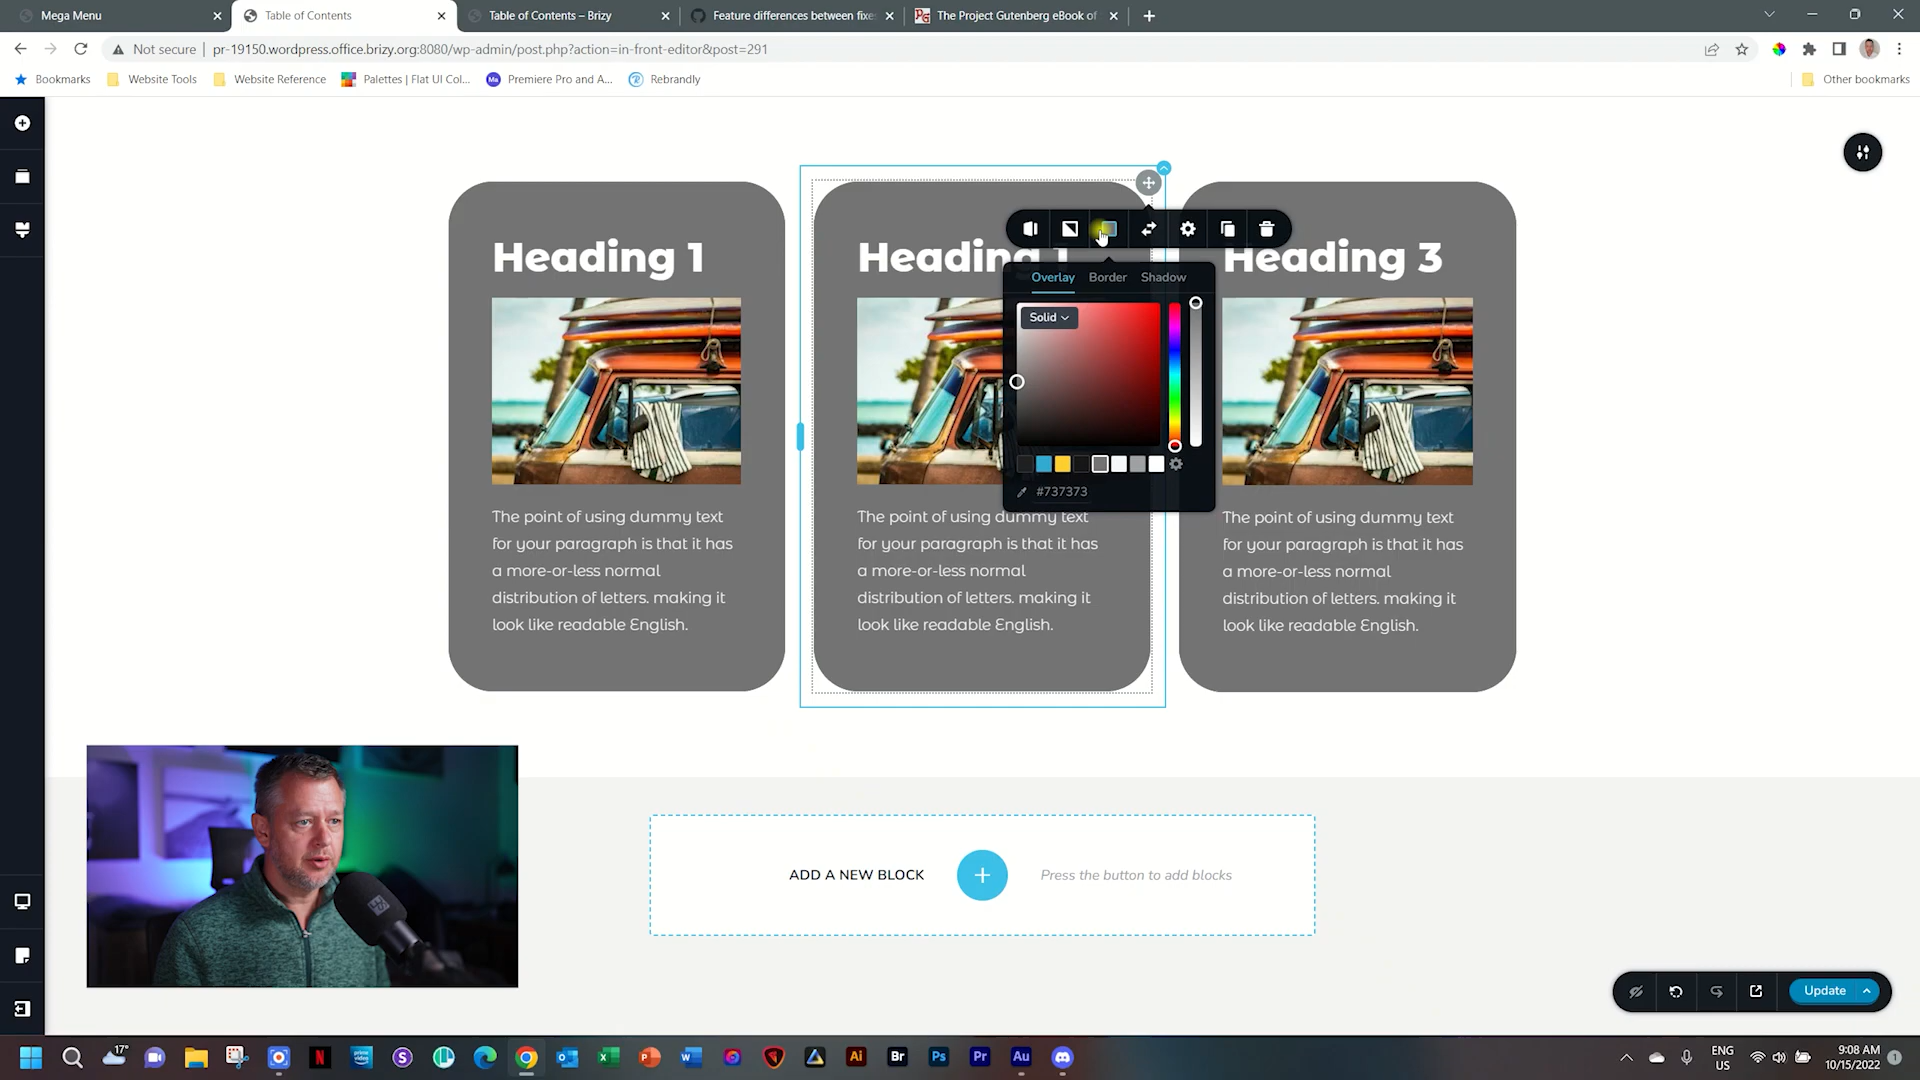 Mega Menu
Table of Contents
Table of Contents – Brizy
Feature differences between fixe
The Project Gutenberg eBook of
Not secure
pr-19150.wordpress.office.brizy.org:8080/wp-admin/post.php?action=in-front-editor&post=291
Bookmarks
Website Tools
Website Reference
Palettes | Flat UI Col...
Premiere Pro and A...
Rebrandly
Other bookmarks
Heading 1
Heading 1
Heading 3
Overlay
Border
Shadow
Solid
#737373
The point of using dummy text
for your paragraph is that it has
a more-or-less normal
distribution of letters. making it
look like readable English.
The point of using dummy text
for your paragraph is that it has
a more-or-less normal
distribution of letters. making it
look like readable English.
The point of using dummy text
for your paragraph is that it has
a more-or-less normal
distribution of letters. making it
look like readable English.
ADD A NEW BLOCK
Press the button to add blocks
Update
17°
prime video
Ai
Br
Ps
Pr
Au
ENG
US
9:08 AM
10/15/2022
1